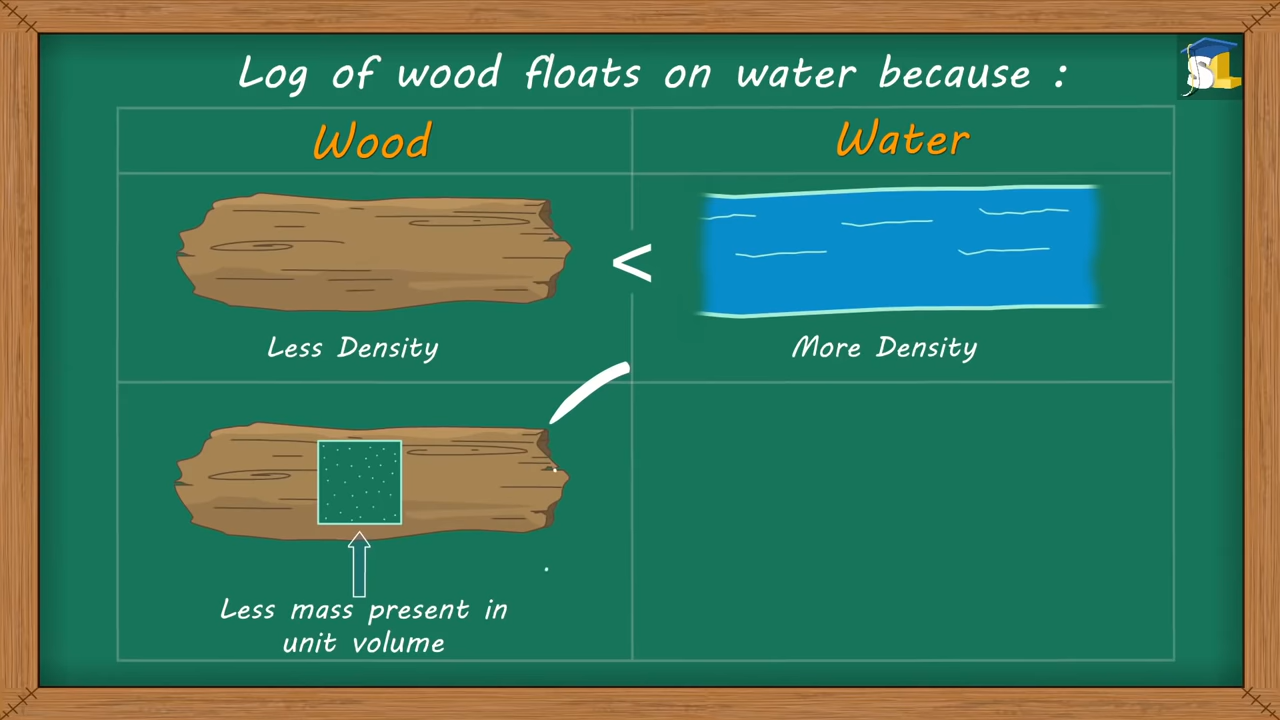 Log of wood floats on water because :
Wood
Water
<
Less Density
More Density
Less mass present in
unit volume
SL